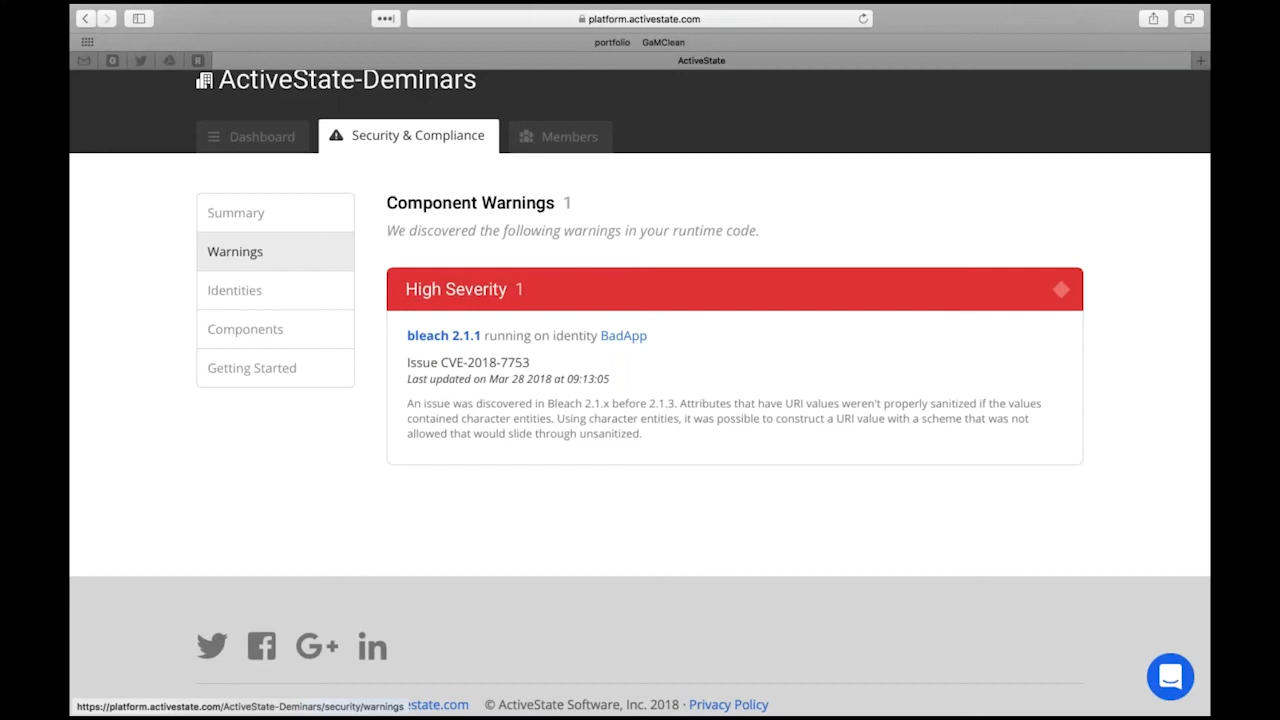 platform.activestate.com
portfolio GaMClean
ActiveState
ActiveState-Deminars
Dashboard Security & Compliance Members
Summary
Warnings
Identities
Components
Getting Started
Component Warnings 1
We discovered the following warnings in your runtime code.
High Severity 1
bleach 2.1.1 running on identity BadApp
Issue CVE-2018-7753
Last updated on Mar 28 2018 at 09:13:05
An issue was discovered in Bleach 2.1.x before 2.1.3. Attributes that have URI values weren't properly sanitized if the values
contained character entities. Using character entities, it was possible to construct a URI value with a scheme that was not
allowed that would slide through unsanitized.
https://platform.activestate.com/ActiveState-Deminars/security/warnings state.com © ActiveState Software, Inc. 2018 · Privacy Policy